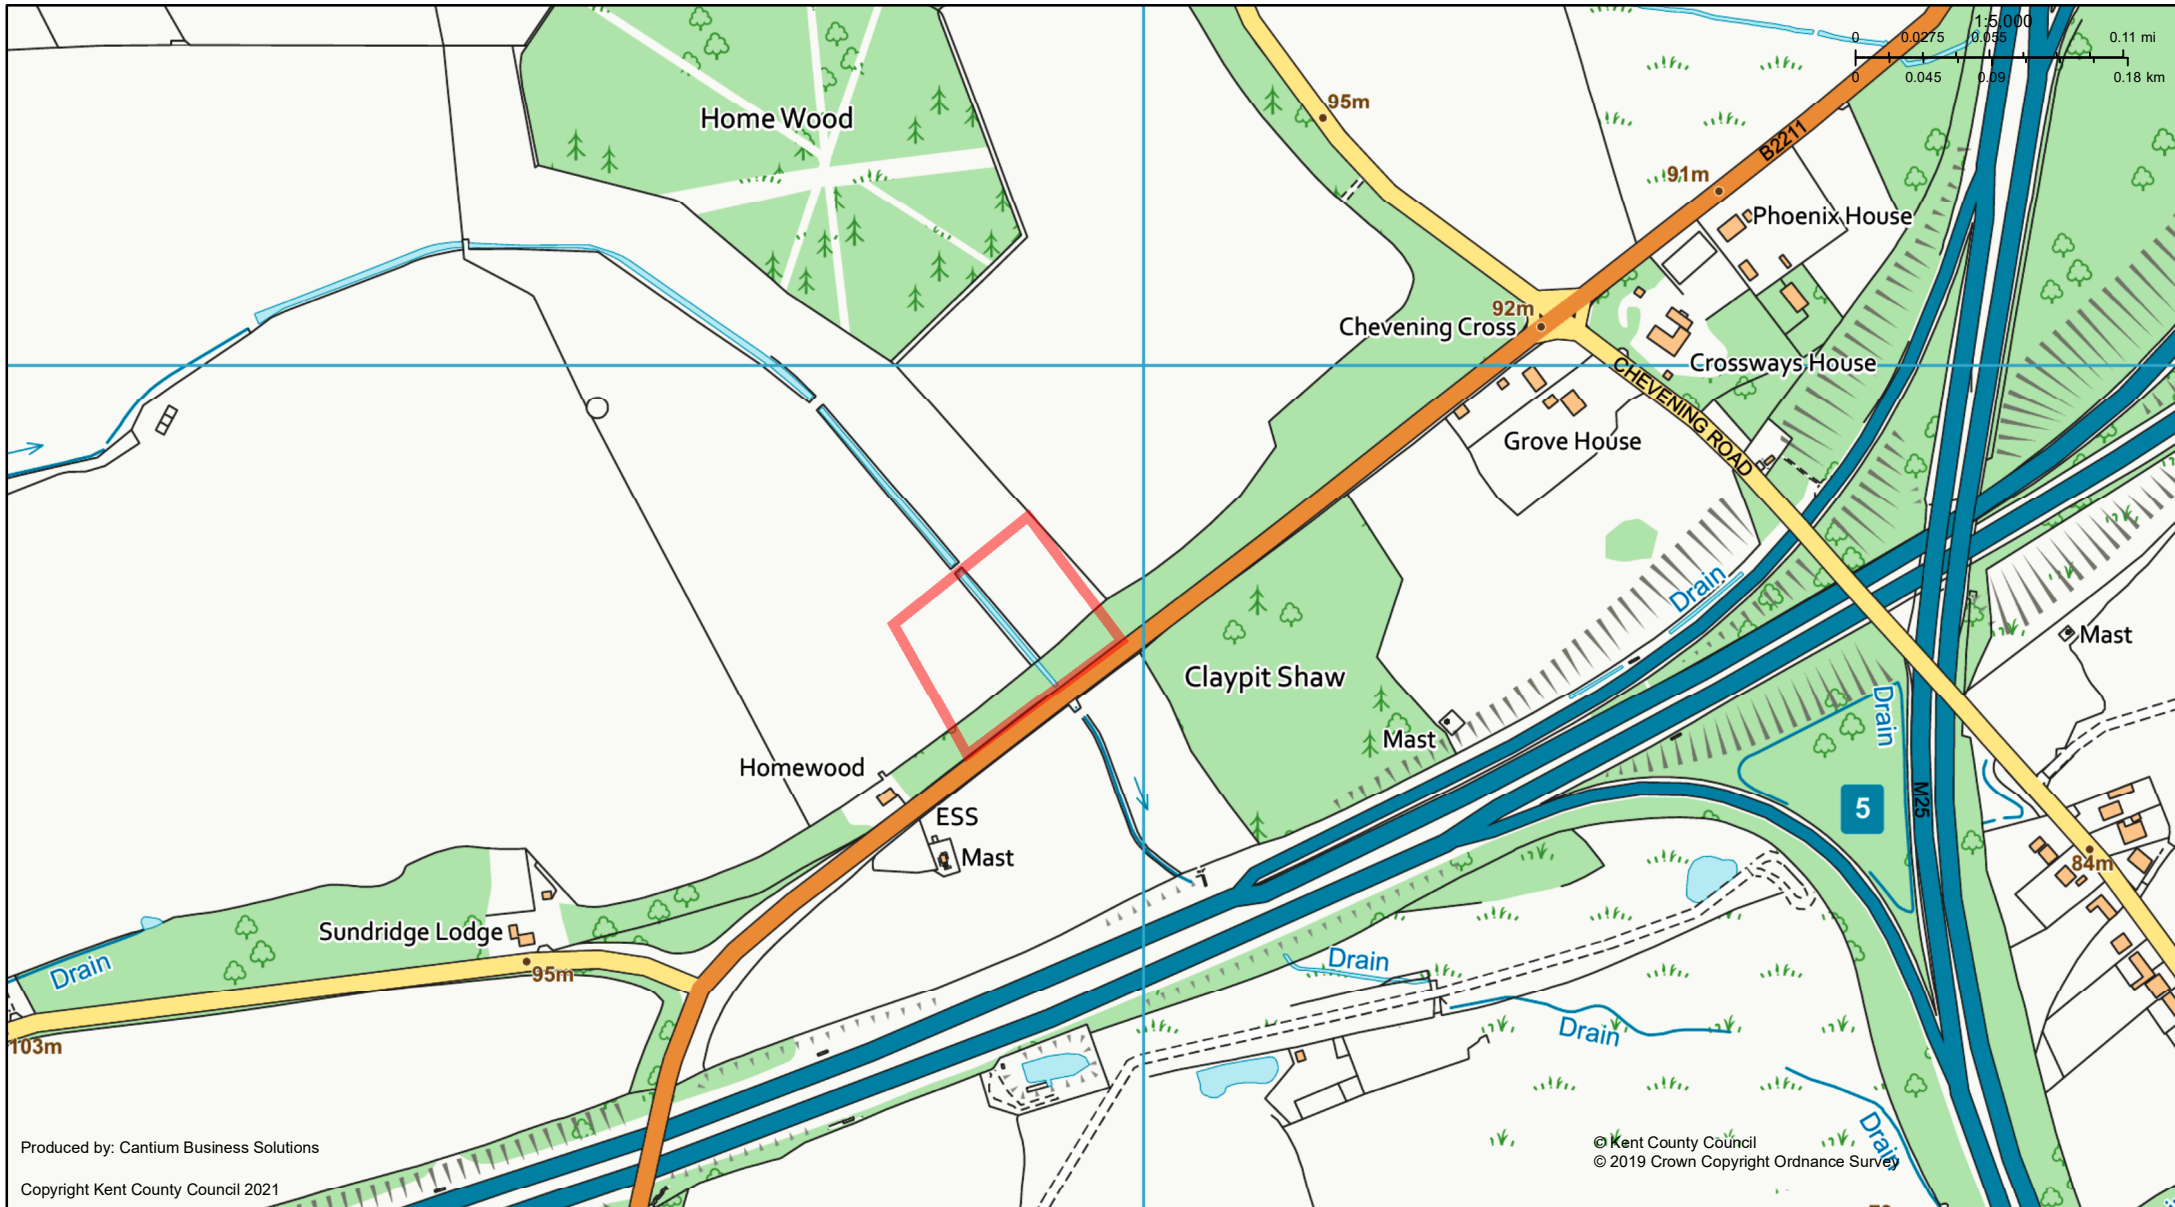 1:5,000
0 0.0275 0.055 0.11 mi
0 0.045 0.09 0.18 km
Home Wood
95m
B2211
91m
Phoenix House
92m
Chevening Cross
Crossways House
CHEVENING ROAD
Grove House
Drain
Claypit Shaw
Mast
Mast
Drain
Homewood
ESS
Mast
M25
5
84m
Sundridge Lodge
Drain
95m
Drain
Drain
103m
Drain
Produced by: Cantium Business Solutions
© Kent County Council
© 2019 Crown Copyright Ordnance Survey
Copyright Kent County Council 2021